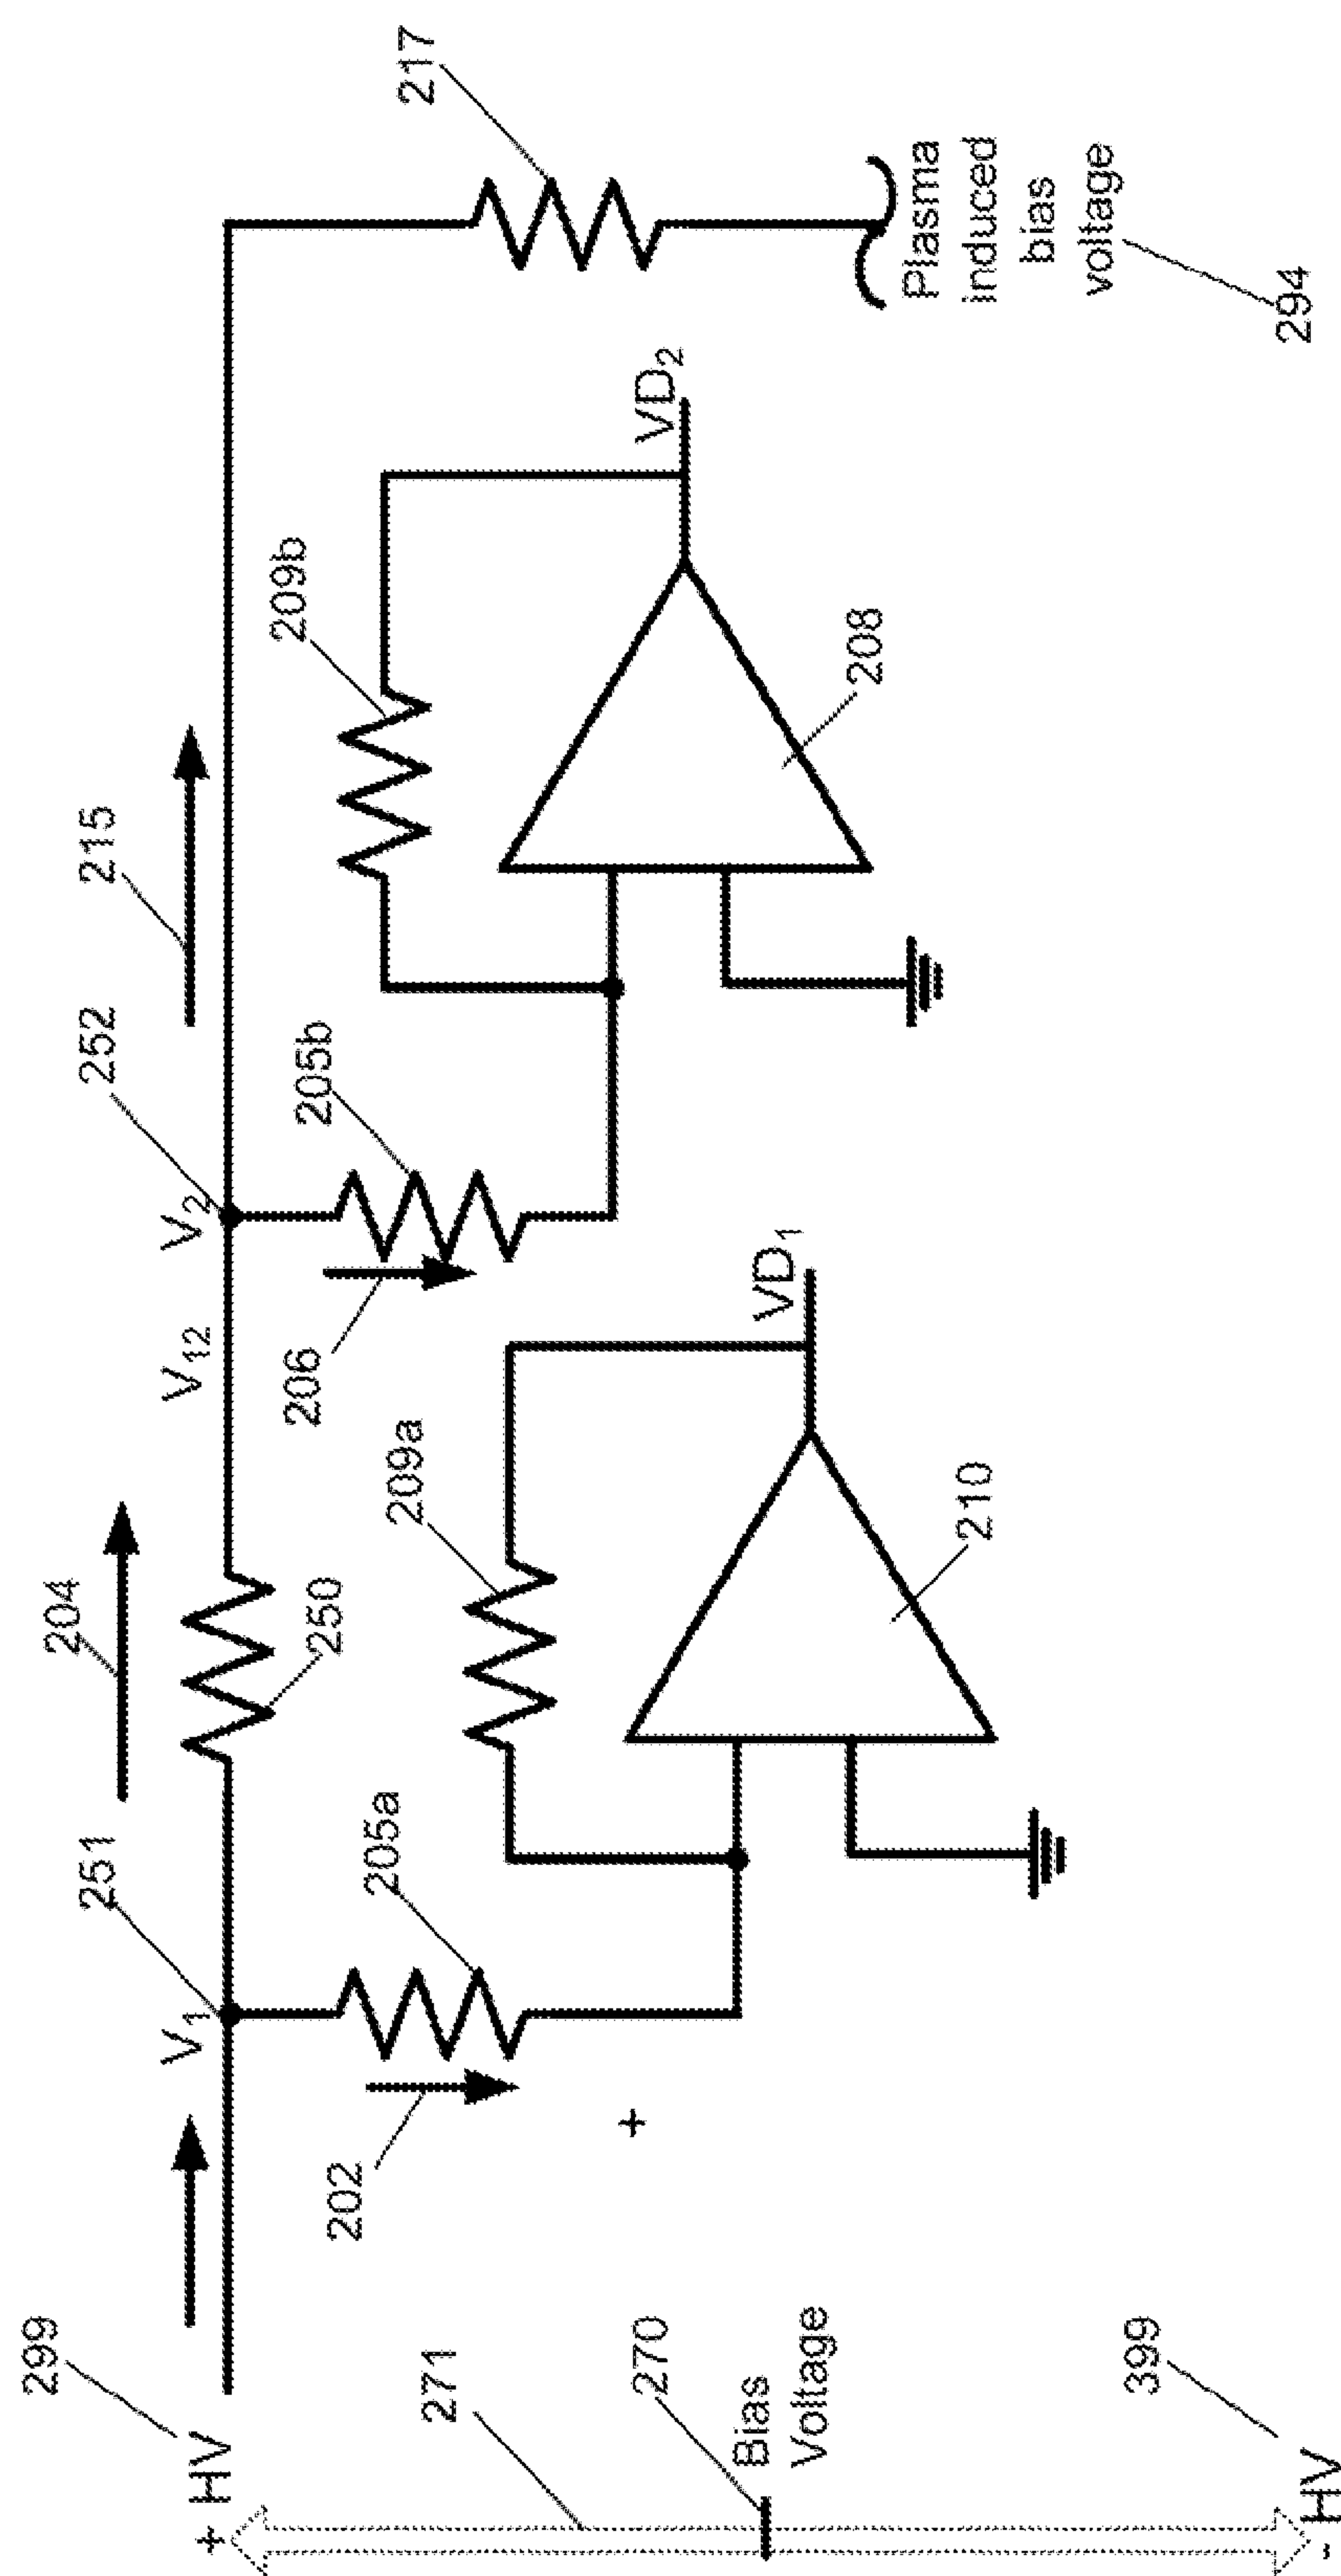 299
+ HV
204
251
V₁
V₁₂
252
V₂
215
217
250
202
205a
209a
206
205b
209b
VD₂
VD₁
208
210
+
271
270
Bias
Voltage
Plasma
induced
bias
voltage
294
399
- HV